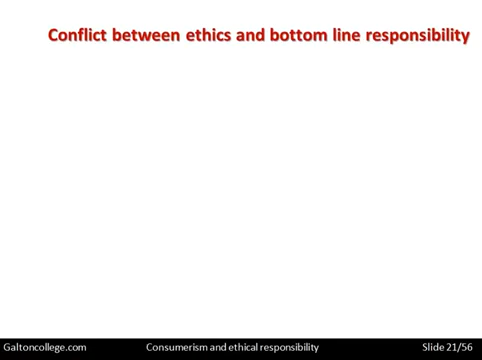 Conflict between ethics and bottom line responsibility
Galtoncollege.com Consumerism and ethical responsibility Slide 21/56